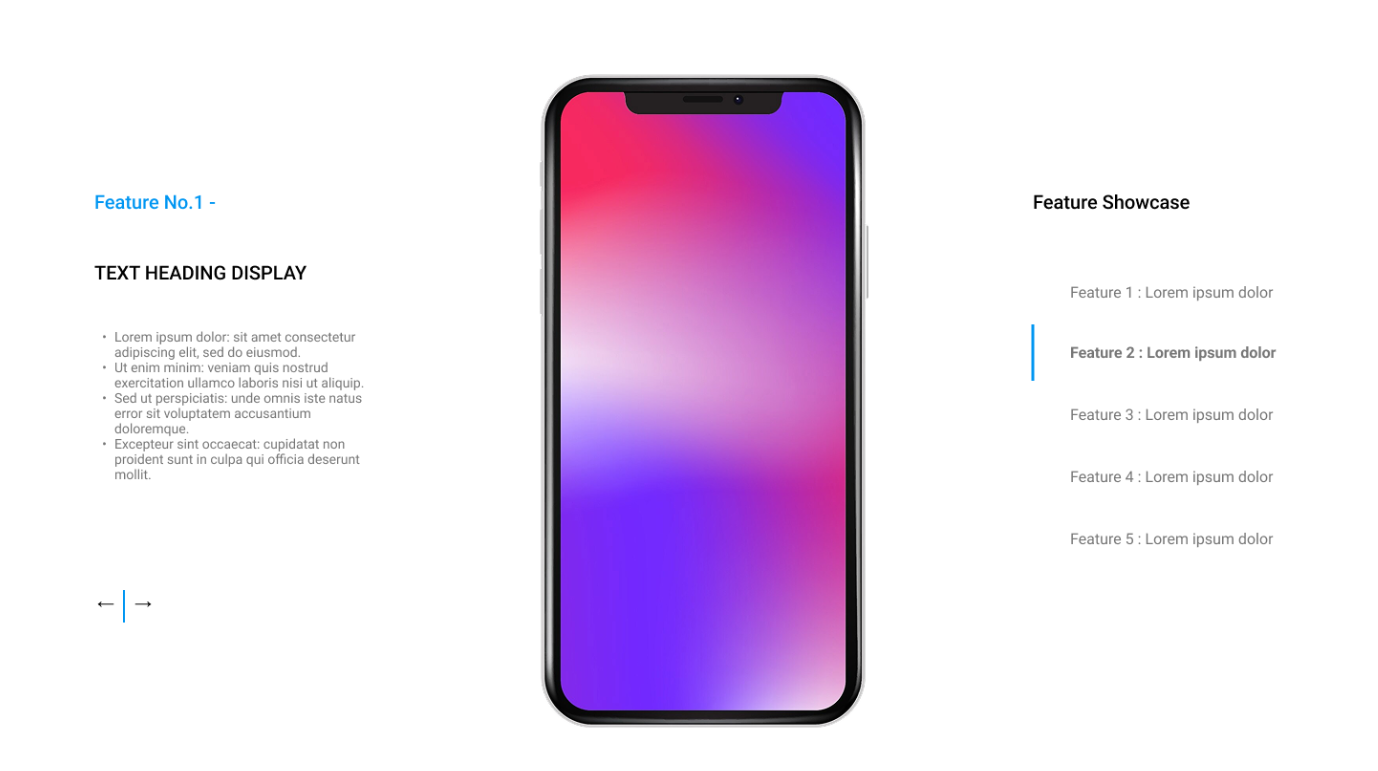 Feature No.1 -
TEXT HEADING DISPLAY
• Lorem ipsum dolor: sit amet consectetur
adipiscing elit, sed do eiusmod.
• Ut enim minim: veniam quis nostrud
exercitation ullamco laboris nisi ut aliquip.
• Sed ut perspiciatis: unde omnis iste natus
error sit voluptatem accusantium
doloremque.
• Excepteur sint occaecat: cupidatat non
proident sunt in culpa qui officia deserunt
mollit.
← | →
Feature Showcase
Feature 1 : Lorem ipsum dolor
Feature 2 : Lorem ipsum dolor
Feature 3 : Lorem ipsum dolor
Feature 4 : Lorem ipsum dolor
Feature 5 : Lorem ipsum dolor